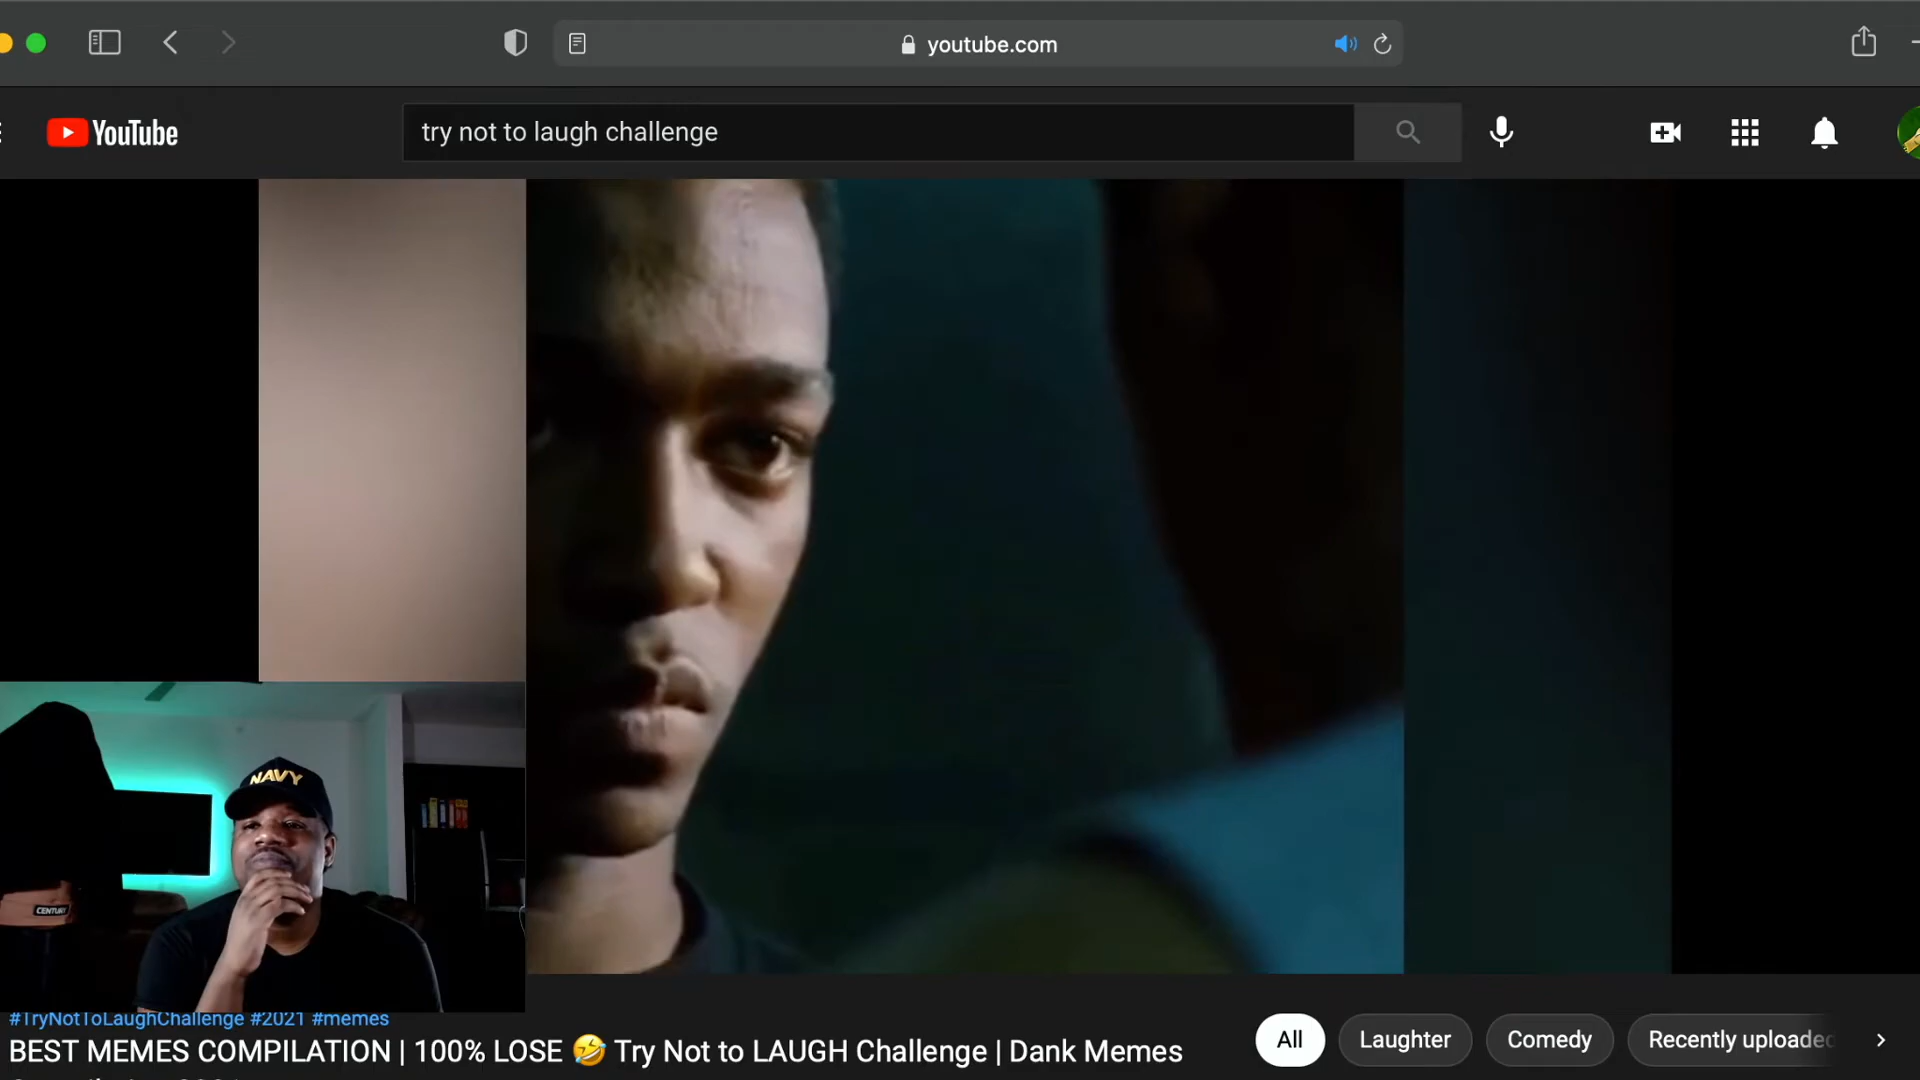 youtube.com
YouTube
try not to laugh challenge
NAVY
CENTURY
#TryNotToLaughChallenge #2021 #memes
BEST MEMES COMPILATION | 100% LOSE 🤣 Try Not to LAUGH Challenge | Dank Memes
All
Laughter
Comedy
Recently uploaded